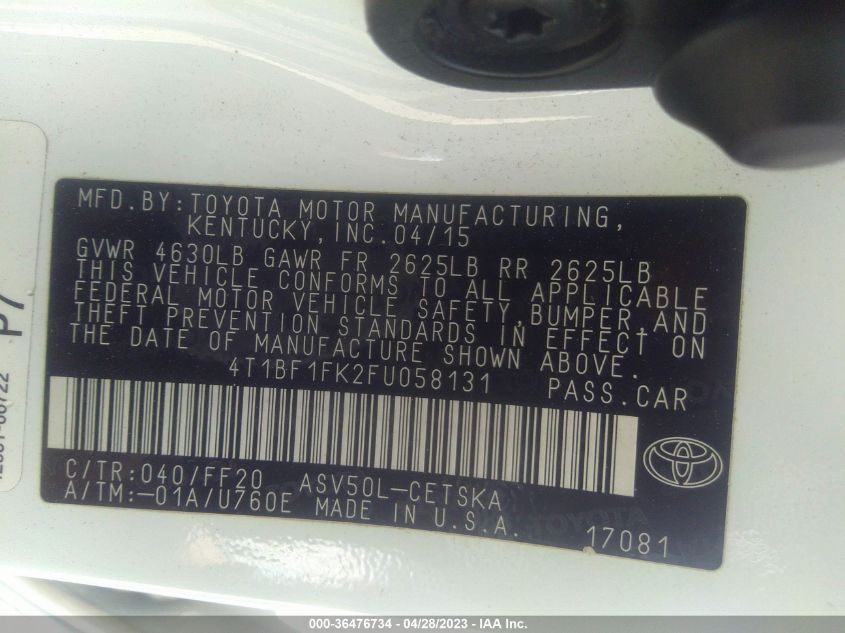 MFD. BY: TOYOTA MOTOR MANUFACTURING,
KENTUCKY, INC. 04/15
GVWR 4630LB GAWR FR 2625LB RR 2625LB
THIS VEHICLE CONFORMS TO ALL APPLICABLE
FEDERAL MOTOR VEHICLE SAFETY, BUMPER, AND
THEFT PREVENTION STANDARDS IN EFFECT ON
THE DATE OF MANUFACTURE SHOWN ABOVE.
4T1BF1FK2FU058131 PASS. CAR
C/TR: 040/FF20 ASV50L-CETSKA
A/TM: -01A/U760E MADE IN U.S.A.
17081
P7
000-36476734 - 04/28/2023 - IAA Inc.